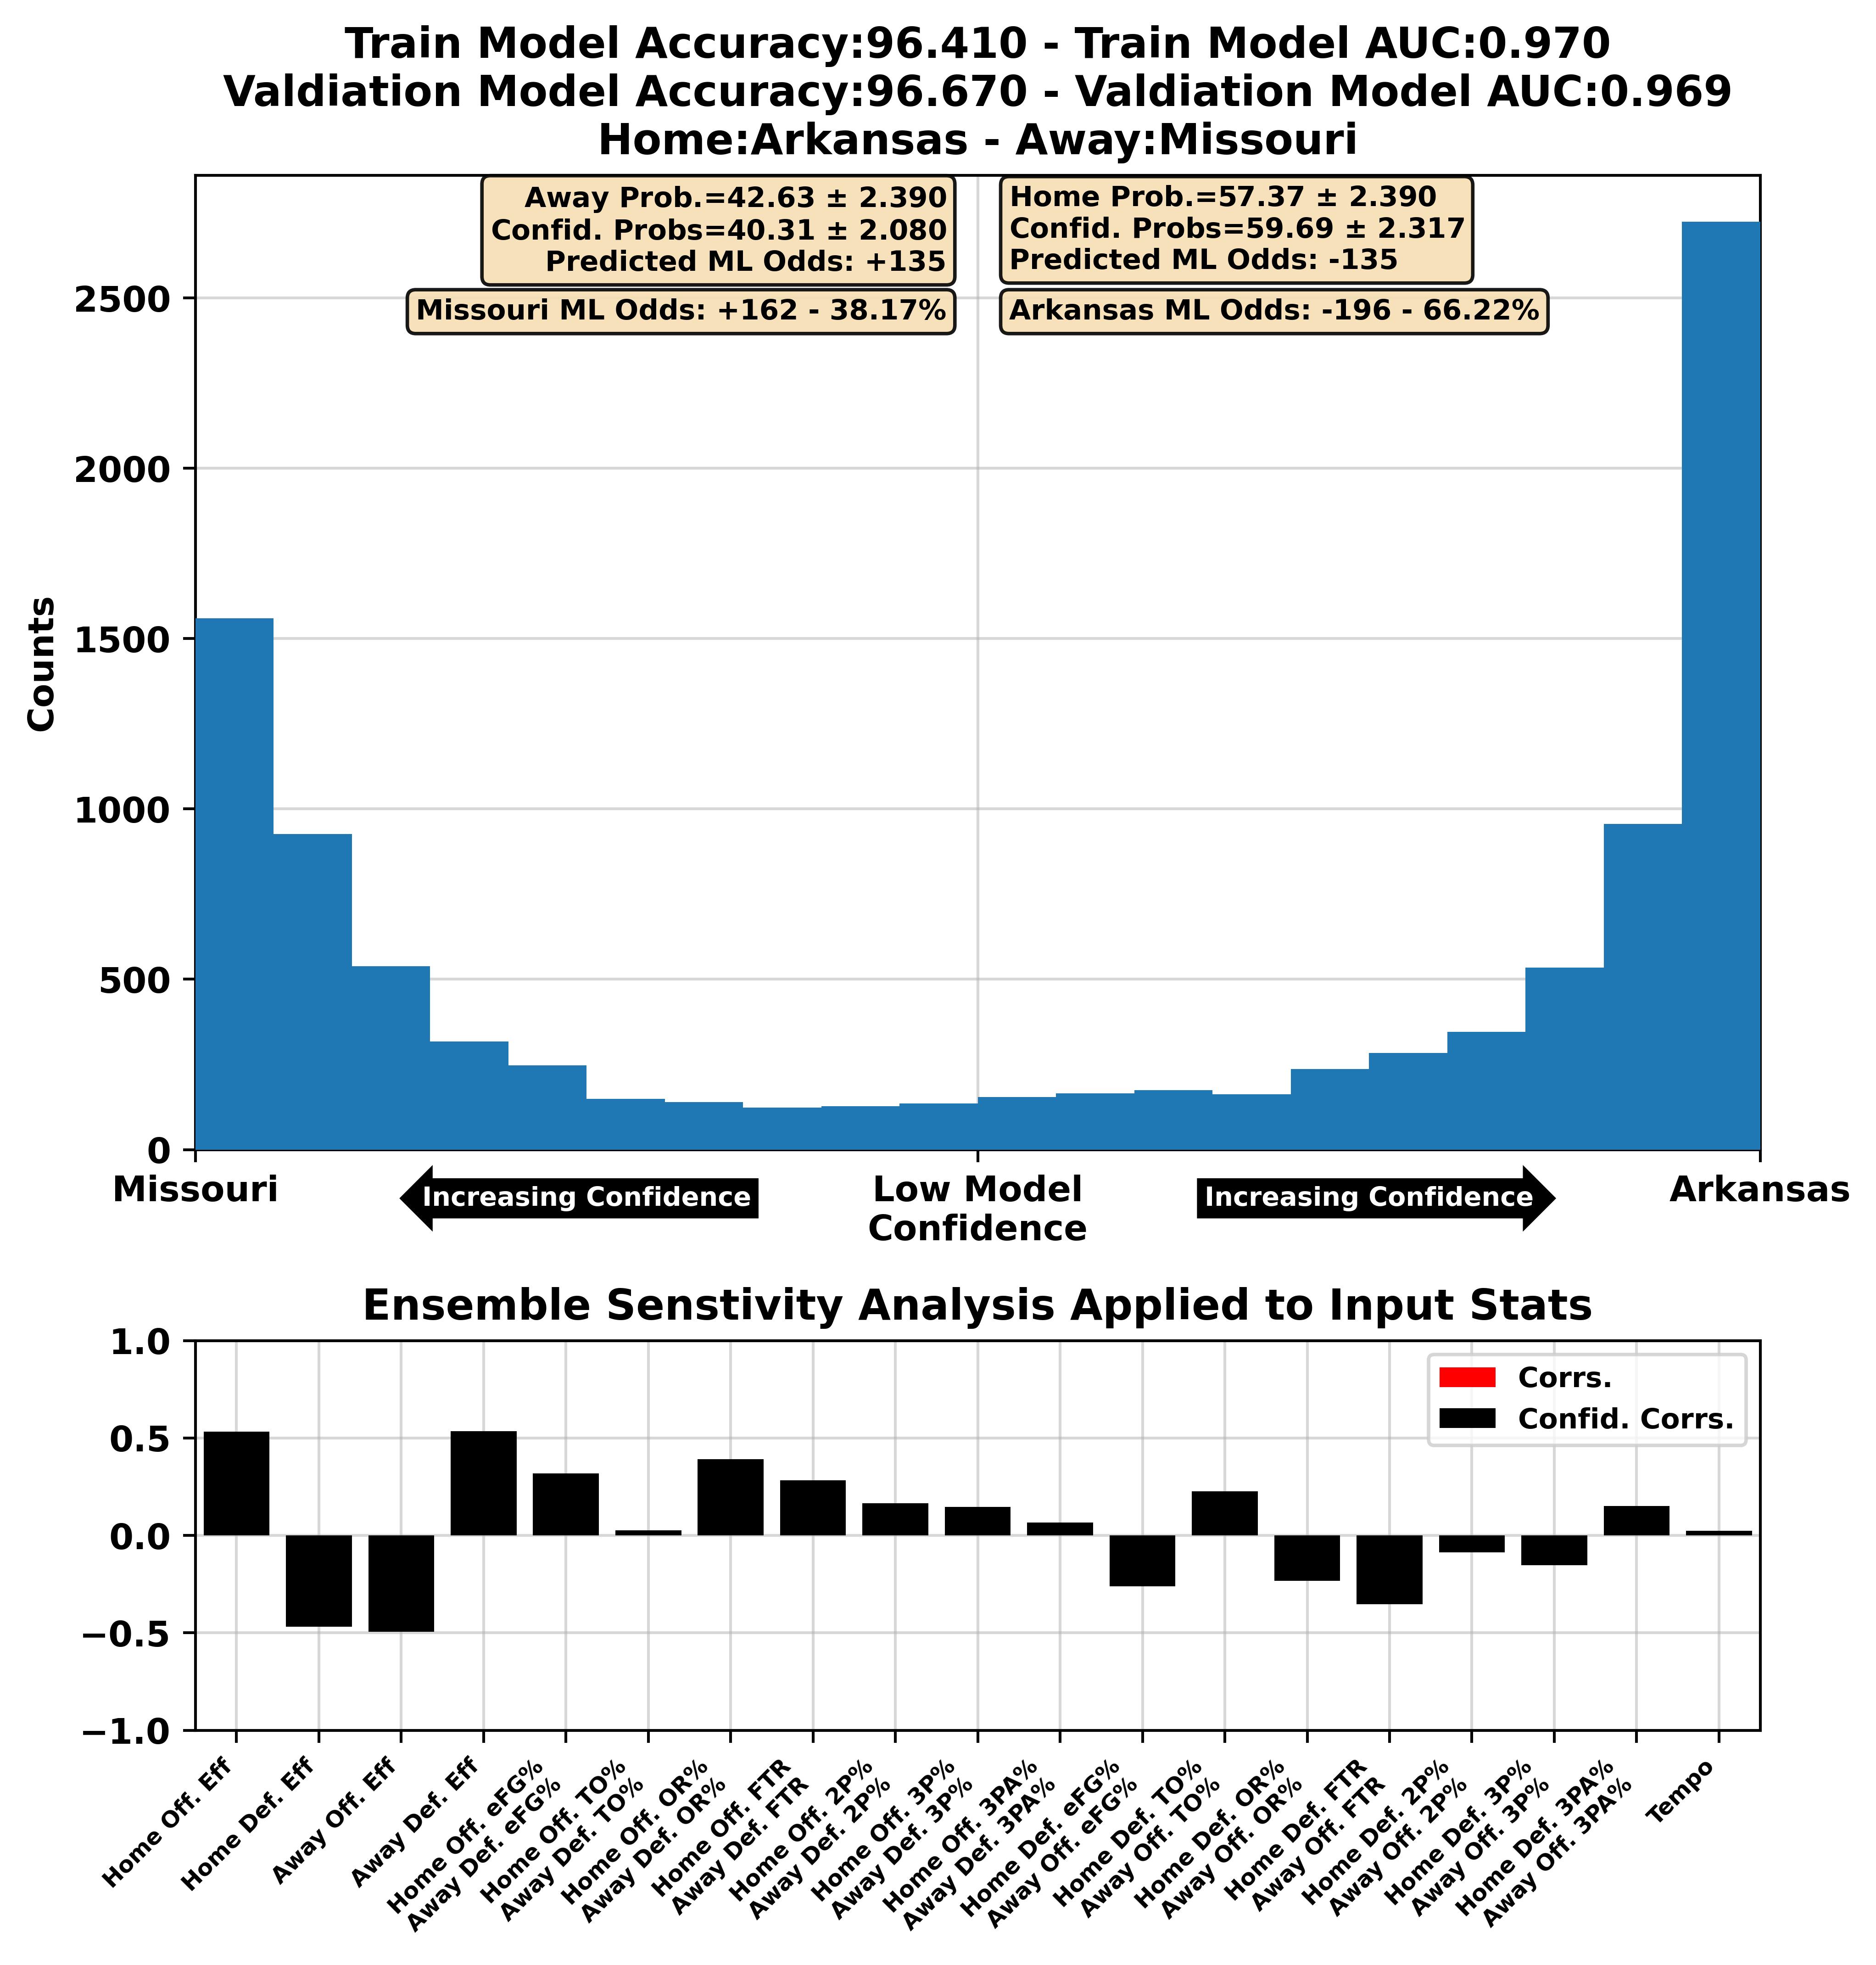 Train Model Accuracy:96.410 - Train Model AUC:0.970
Valdiation Model Accuracy:96.670 - Valdiation Model AUC:0.969
Home:Arkansas - Away:Missouri
Away Prob.=42.63 ± 2.390
Confid. Probs=40.31 ± 2.080
Predicted ML Odds: +135
Missouri ML Odds: +162 - 38.17%
Home Prob.=57.37 ± 2.390
Confid. Probs=59.69 ± 2.317
Predicted ML Odds: -135
Arkansas ML Odds: -196 - 66.22%
Counts
2500
2000
1500
1000
500
0
Missouri
Increasing Confidence
Low Model
Confidence
Increasing Confidence
Arkansas
Ensemble Senstivity Analysis Applied to Input Stats
Corrs.
Confid. Corrs.
1.0
0.5
0.0
−0.5
−1.0
Home Off. Eff
Home Def. Eff
Away Off. Eff
Away Def. Eff
Home Off. eFG%
Away Def. eFG%
Home Off. TO%
Away Def. TO%
Home Off. OR%
Away Def. OR%
Home Off. FTR
Away Def. FTR
Home Off. 2P%
Away Def. 2P%
Home Off. 3P%
Away Def. 3P%
Home Off. 3PA%
Away Def. 3PA%
Home Def. eFG%
Away Off. eFG%
Home Def. TO%
Away Off. TO%
Home Def. OR%
Away Off. OR%
Home Def. FTR
Away Off. FTR
Home Def. 2P%
Away Off. 2P%
Home Def. 3P%
Away Off. 3P%
Home Def. 3PA%
Away Off. 3PA%
Tempo